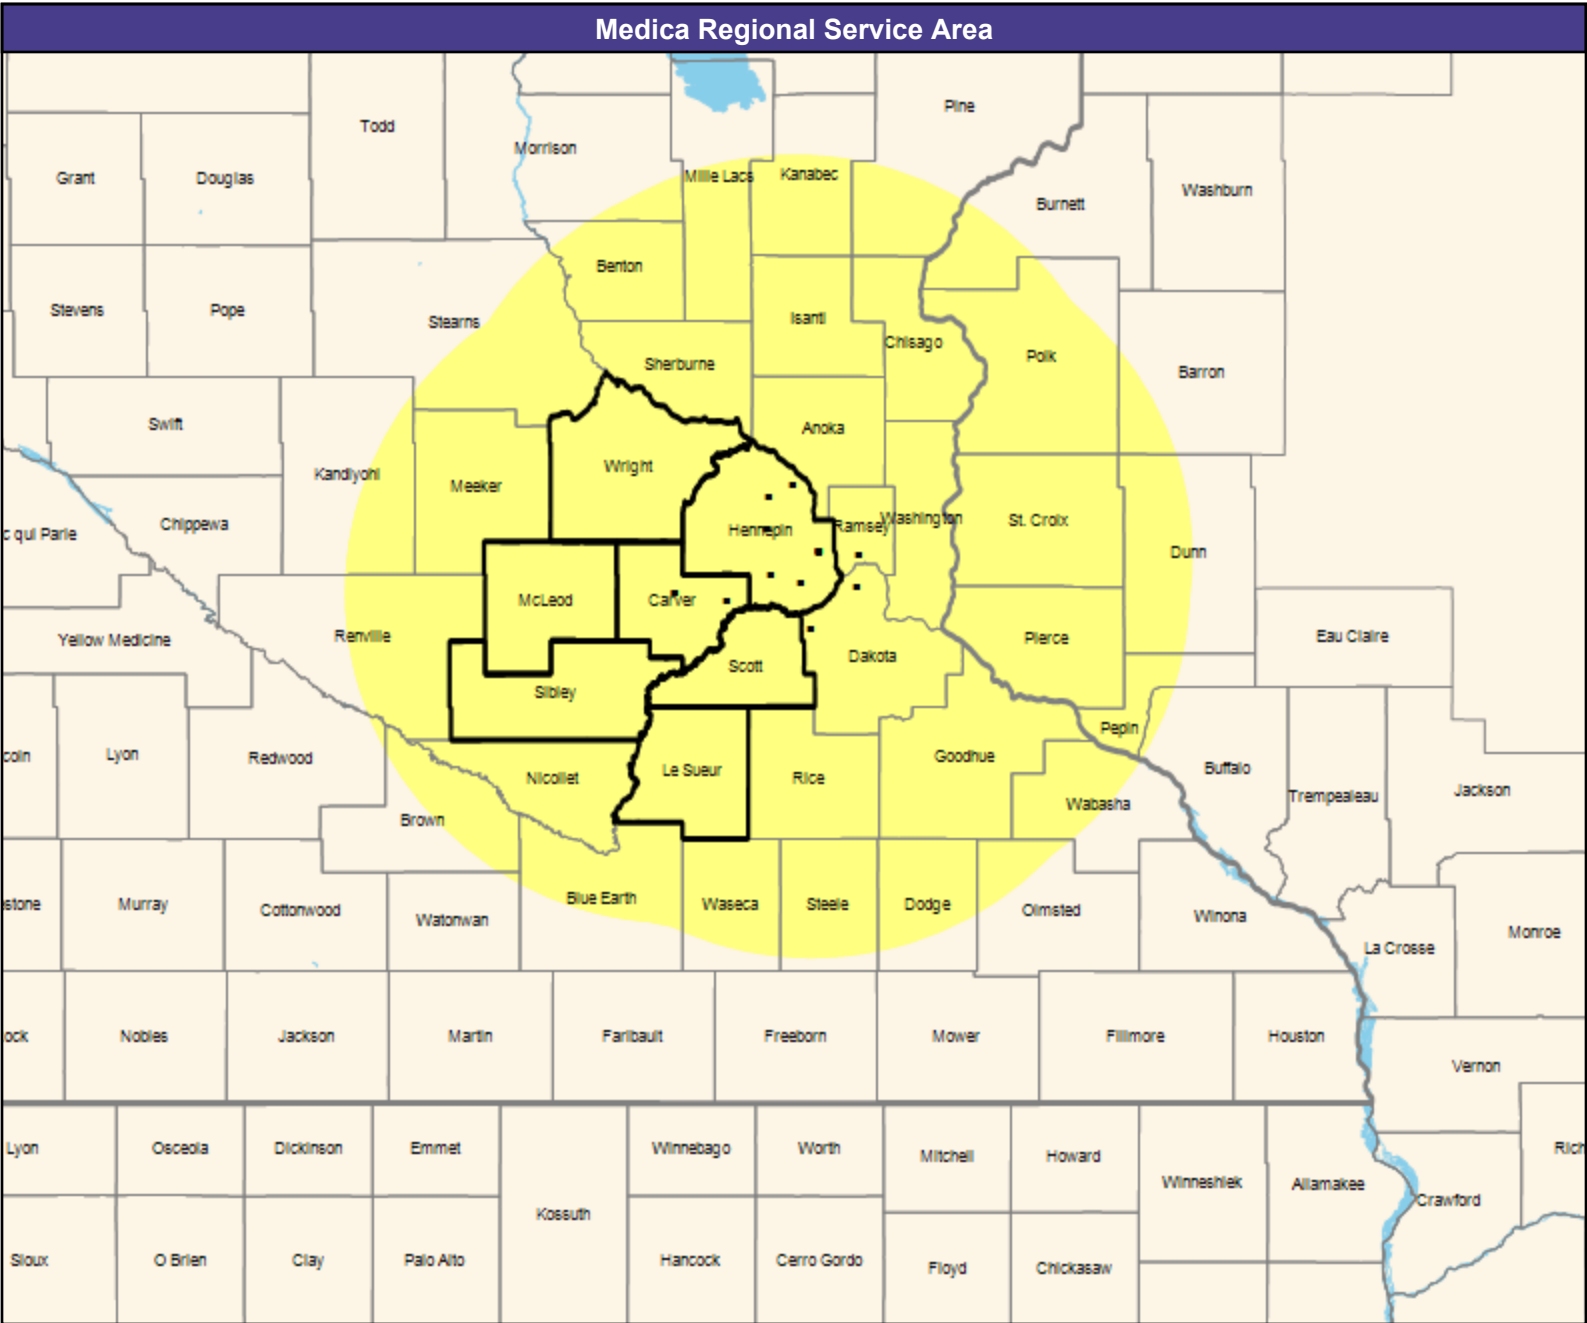 Medica Regional Service Area
Pine
Todd
Morrison
Mille Lacs
Kanabec
Grant
Douglas
Washburn
Burnett
Benton
Stevens
Pope
Isanti
Stearns
Chisago
Polk
Sherburne
Barron
Swift
Anoka
Wright
Kandiyohi
Meeker
Chippewa
Hennepin
Ramsey
Washington
St. Croix
c qui Parle
Dunn
McLeod
Carver
Yellow Medicine
Renville
Pierce
Eau Claire
Scott
Dakota
Sibley
Pepin
coln
Lyon
Redwood
Goodhue
Nicollet
Le Sueur
Rice
Buffalo
Trempealeau
Jackson
Wabasha
Brown
Blue Earth
stone
Murray
Cottonwood
Watonwan
Waseca
Steele
Dodge
Olmsted
Winona
Monroe
La Crosse
ock
Nobles
Jackson
Martin
Faribault
Freeborn
Mower
Fillmore
Houston
Vernon
Lyon
Osceola
Dickinson
Emmet
Winnebago
Worth
Mitchell
Howard
Rich
Winneshiek
Allamakee
Crawford
Kossuth
Sioux
O Brien
Clay
Palo Alto
Hancock
Cerro Gordo
Floyd
Chickasaw